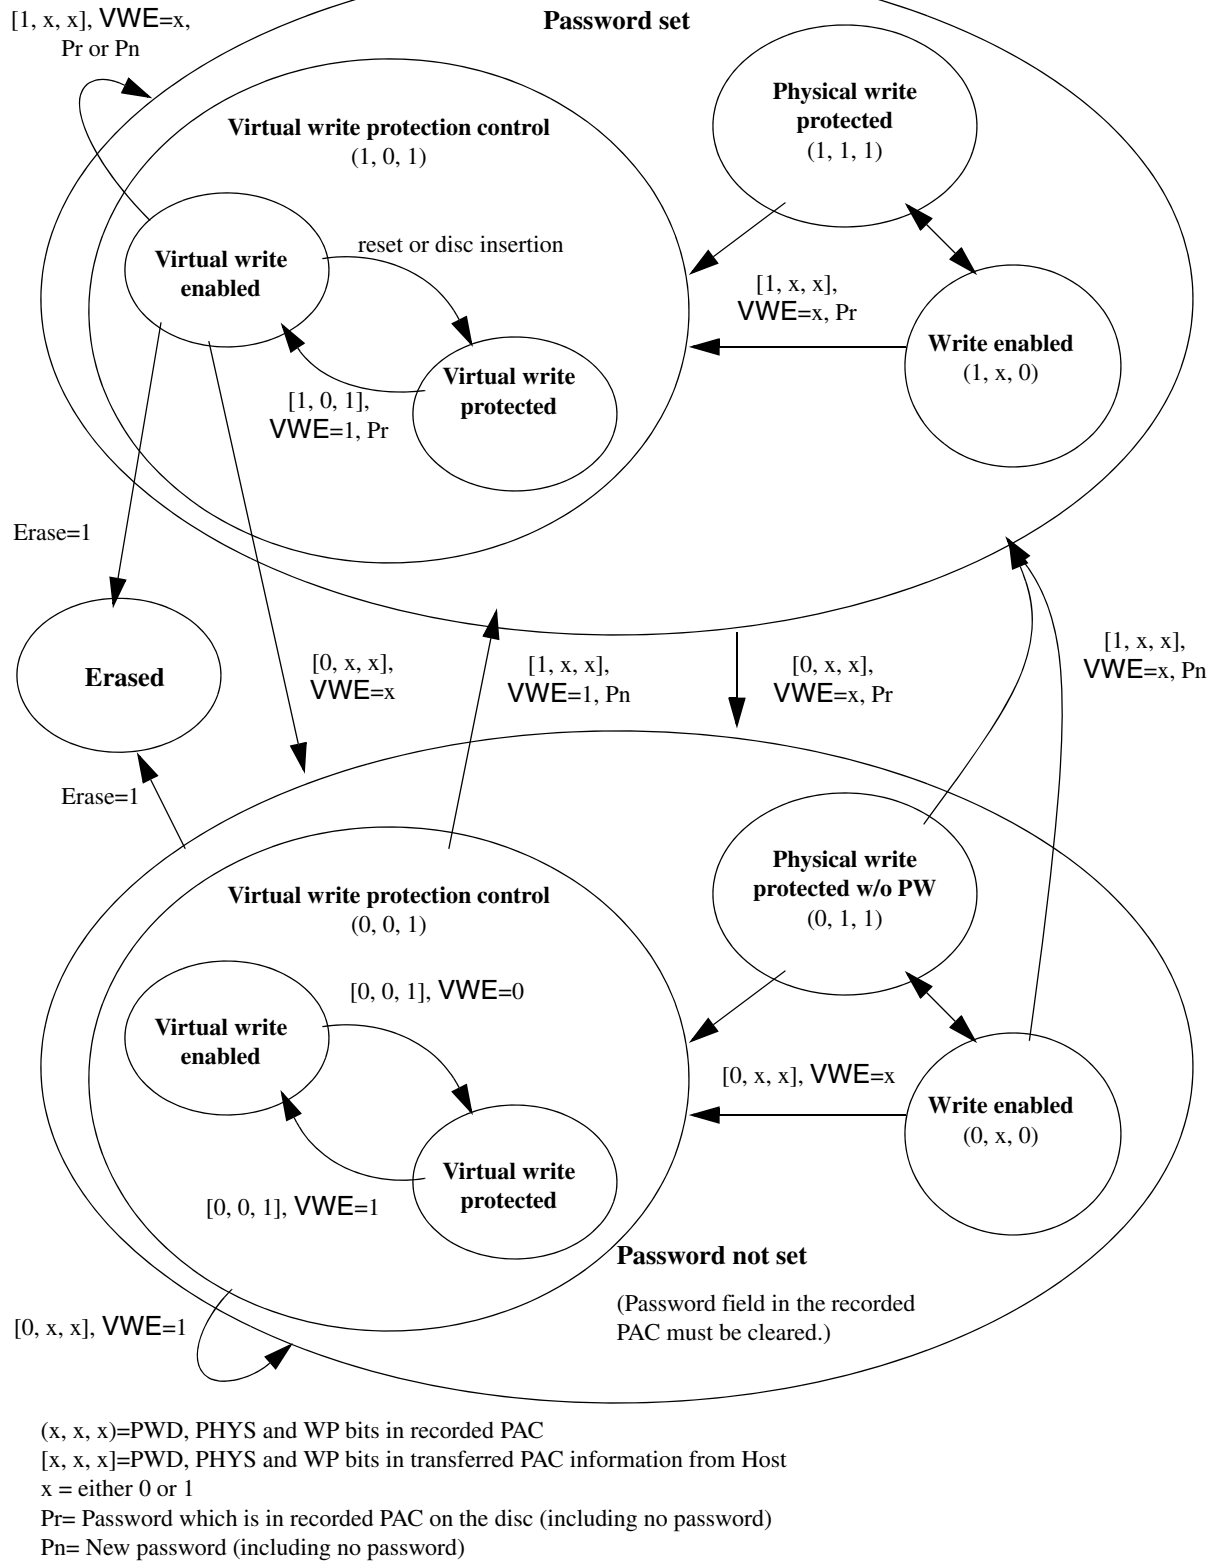 [1, x, x], VWE=x,
Pr or Pn
Password set
Physical write
protected
(1, 1, 1)
Virtual write protection control
(1, 0, 1)
Virtual write
enabled
reset or disc insertion
[1, x, x],
VWE=x, Pr
Write enabled
(1, x, 0)
Virtual write
protected
[1, 0, 1],
VWE=1, Pr
Erase=1
Erased
[0, x, x],
VWE=x
[1, x, x],
VWE=1, Pn
[0, x, x],
VWE=x, Pr
[1, x, x],
VWE=x, Pn
Erase=1
Physical write
protected w/o PW
(0, 1, 1)
Virtual write protection control
(0, 0, 1)
[0, 0, 1], VWE=0
Virtual write
enabled
[0, x, x], VWE=x
Write enabled
(0, x, 0)
Virtual write
protected
[0, 0, 1], VWE=1
Password not set
(Password field in the recorded
PAC must be cleared.)
[0, x, x], VWE=1
(x, x, x)=PWD, PHYS and WP bits in recorded PAC
[x, x, x]=PWD, PHYS and WP bits in transferred PAC information from Host
x = either 0 or 1
Pr= Password which is in recorded PAC on the disc (including no password)
Pn= New password (including no password)